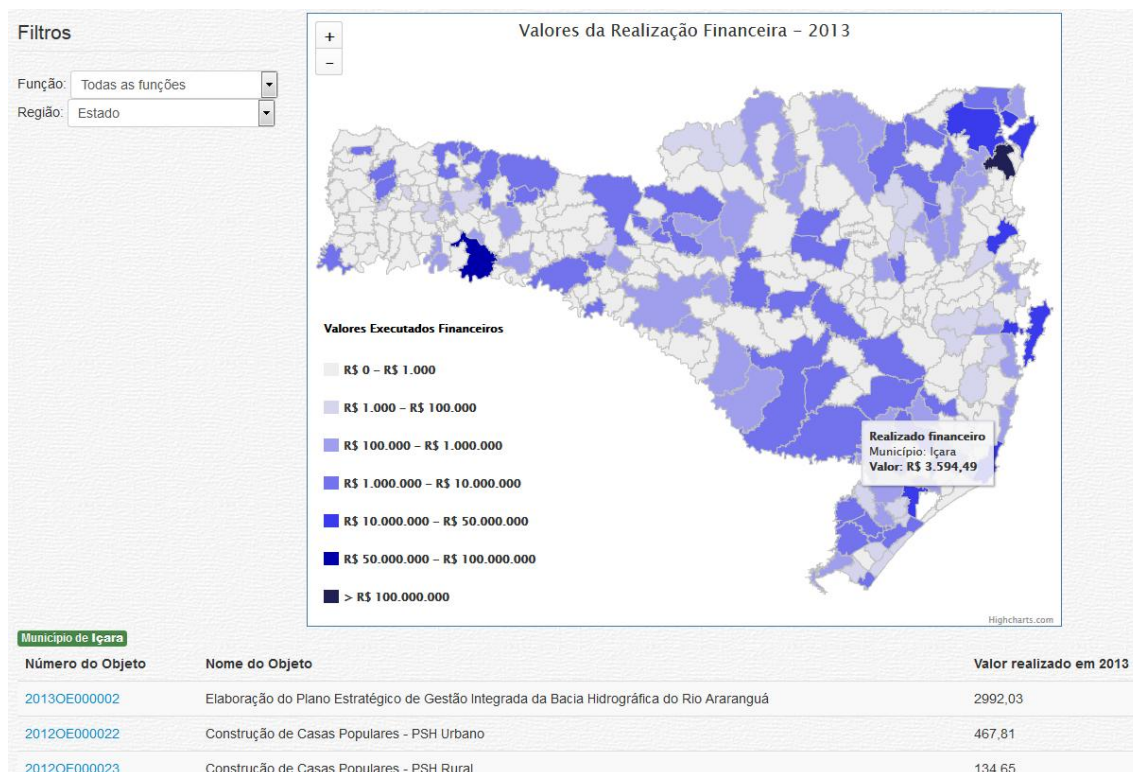 Filtros
Função: Todas as funções
Região: Estado
+
−
Valores da Realização Financeira – 2013
Valores Executados Financeiros
R$ 0 – R$ 1.000
R$ 1.000 – R$ 100.000
R$ 100.000 – R$ 1.000.000
R$ 1.000.000 – R$ 10.000.000
R$ 10.000.000 – R$ 50.000.000
R$ 50.000.000 – R$ 100.000.000
> R$ 100.000.000
Realizado financeiro
Município: Içara
Valor: R$ 3.594,49
Highcharts.com
Município de Içara
Número do Objeto Nome do Objeto Valor realizado em 2013
2013OE000002 Elaboração do Plano Estratégico de Gestão Integrada da Bacia Hidrográfica do Rio Araranguá 2992,03
2012OE000022 Construção de Casas Populares - PSH Urbano 467,81
2012OE000023 Construção de Casas Populares - PSH Rural 134,65